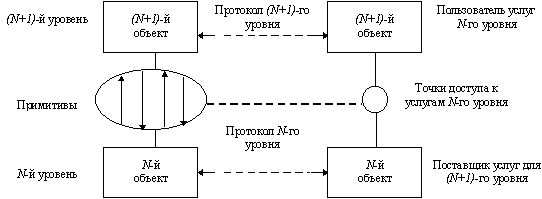 (N+1)-й уровень
(N+1)-й
объект
Протокол (N+1)-го
уровня
(N+1)-й
объект
Пользователь услуг
N-го уровня
Примитивы
Точки доступа к
услугам N-го уровня
Протокол N-го
уровня
N-й уровень
N-й
объект
N-й
объект
Поставщик услуг для
(N+1)-го уровня